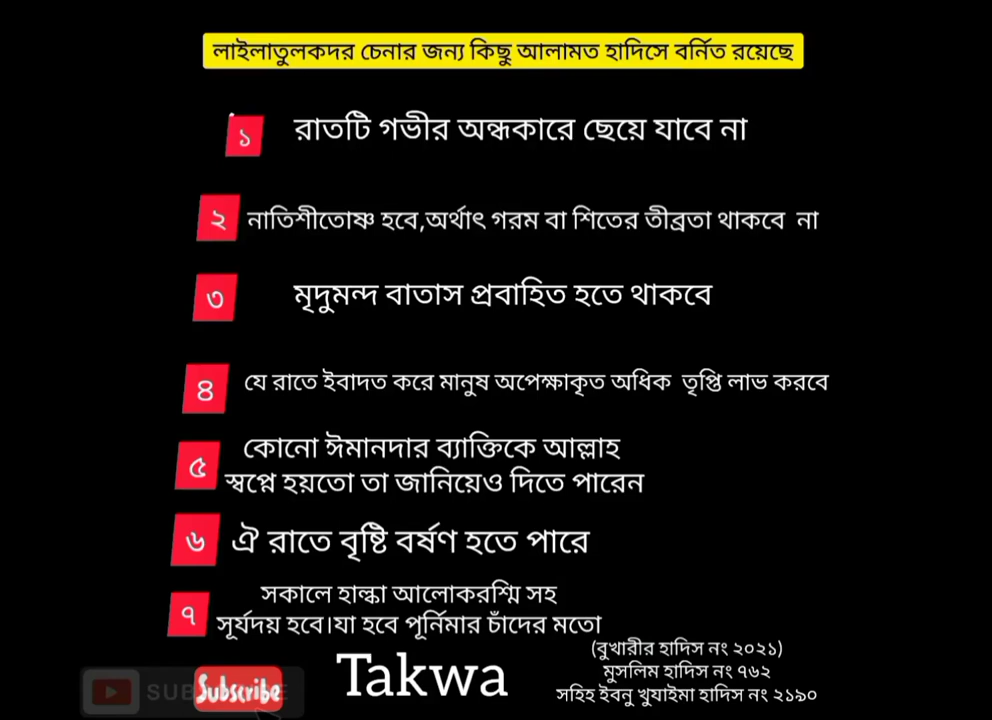 লাইলাতুলকদর চেনার জন্য কিছু আলামত হাদিসে বর্নিত রয়েছে
১ রাতটি গভীর অন্ধকারে ছেয়ে যাবে না
২ নাতিশীতোষ্ণ হবে,অর্থাৎ গরম বা শিতের তীব্রতা থাকবে না
৩ মৃদুমন্দ বাতাস প্রবাহিত হতে থাকবে
৪ যে রাতে ইবাদত করে মানুষ অপেক্ষাকৃত অধিক তৃপ্তি লাভ করবে
৫ কোনো ঈমানদার ব্যাক্তিকে আল্লাহ
স্বপ্নে হয়তো তা জানিয়েও দিতে পারেন
৬ ঐ রাতে বৃষ্টি বর্ষণ হতে পারে
৭ সকালে হাল্কা আলোকরশ্মি সহ
সূর্যদয় হবে।যা হবে পূর্নিমার চাঁদের মতো
(বুখারীর হাদিস নং ২০২১)
মুসলিম হাদিস নং ৭৬২
সহিহ ইবনু খুযাইমা হাদিস নং ২১৯০
Takwa
Subscribe